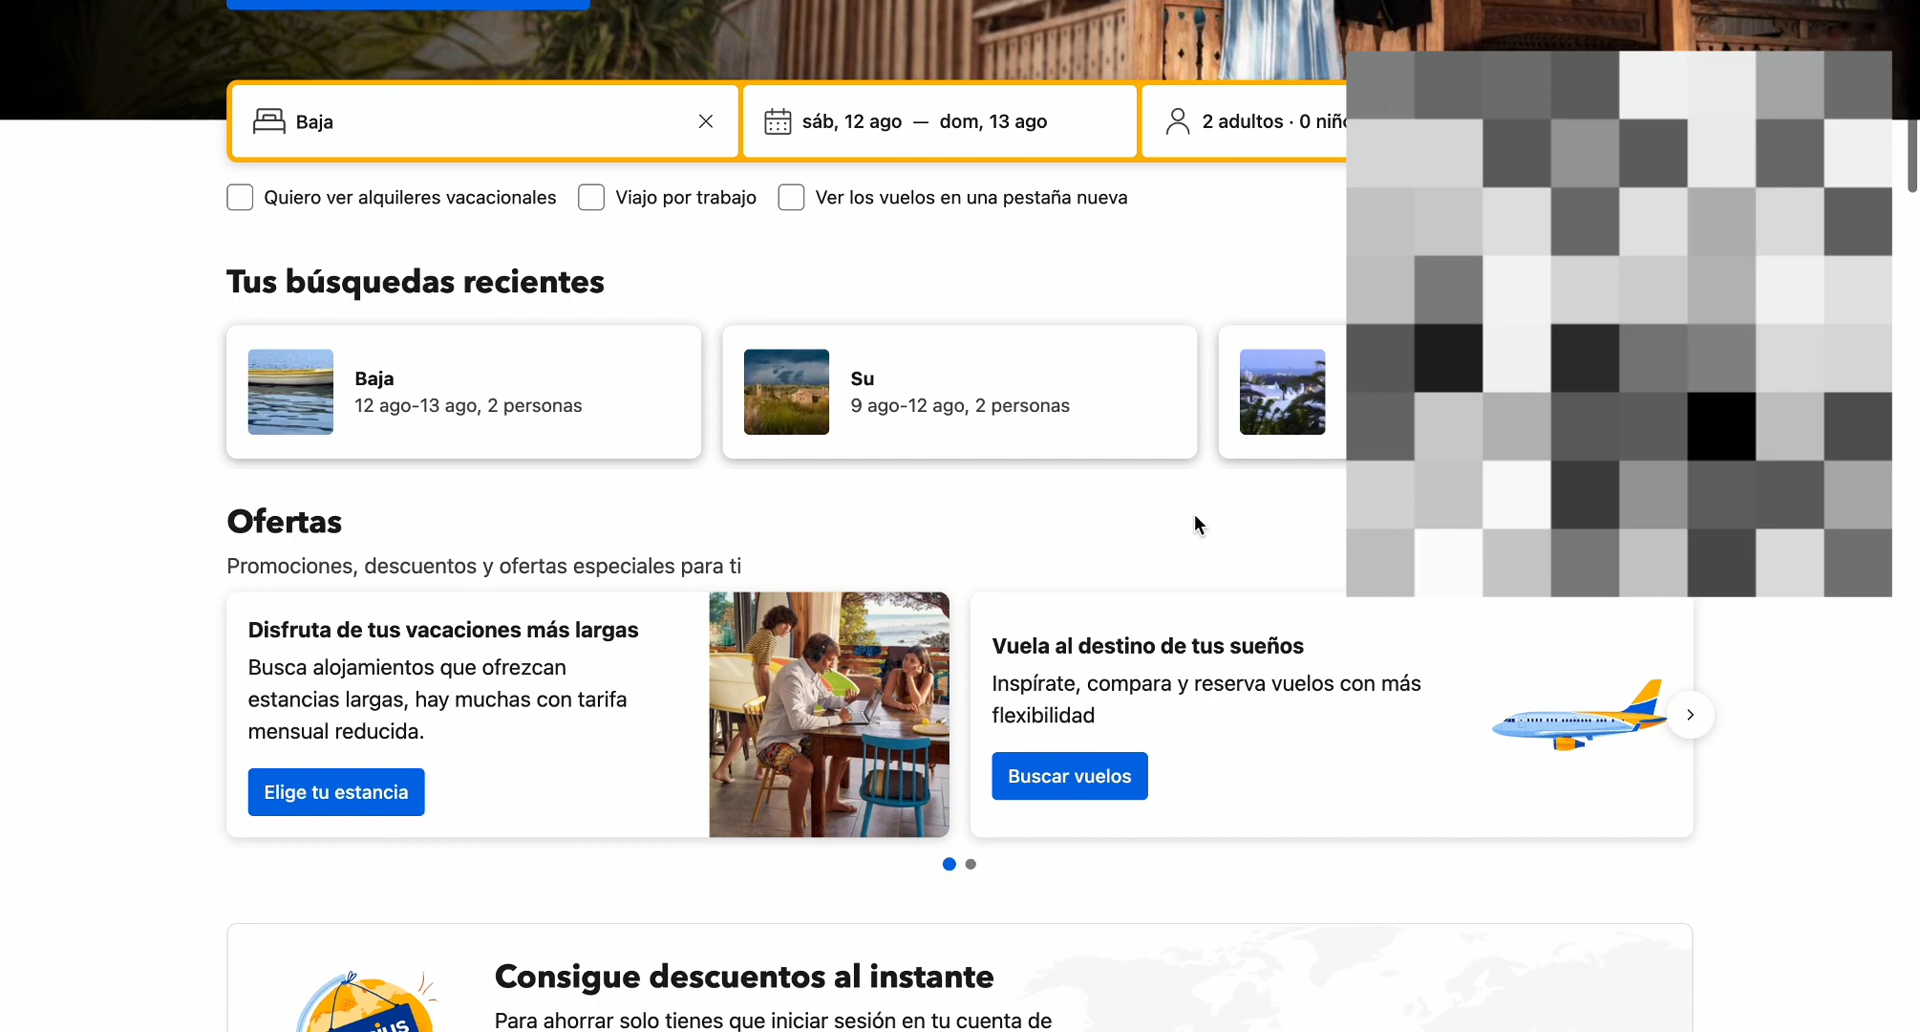 Baja
sáb, 12 ago — dom, 13 ago
2 adultos · 0
Quiero ver alquileres vacacionales
Viajo por trabajo
Ver los vuelos en una pestaña nueva
Tus búsquedas recientes
Baja
12 ago-13 ago, 2 personas
Su
9 ago-12 ago, 2 personas
Ofertas
Promociones, descuentos y ofertas especiales para ti
Disfruta de tus vacaciones más largas
Busca alojamientos que ofrezcan
estancias largas, hay muchas con tarifa
mensual reducida.
Elige tu estancia
Vuela al destino de tus sueños
Inspírate, compara y reserva vuelos con más
flexibilidad
Buscar vuelos
Consigue descuentos al instante
Para ahorrar solo tienes que iniciar sesión en tu cuenta de